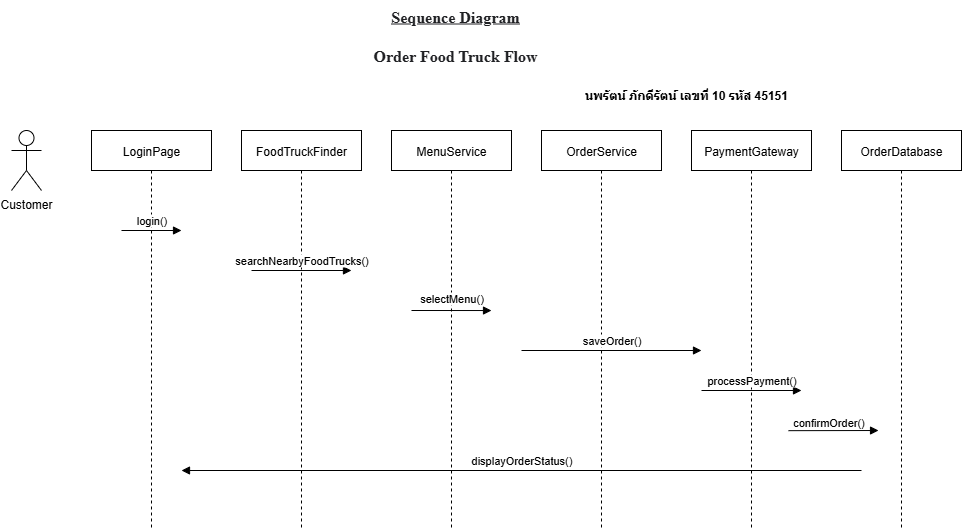 Sequence Diagram
Order Food Truck Flow
นพรัตน์ ภักดีรัตน์ เลขที่ 10 รหัส 45151
LoginPage
FoodTruckFinder
MenuService
OrderService
PaymentGateway
OrderDatabase
Customer
login()
searchNearbyFoodTrucks()
selectMenu()
saveOrder()
processPayment()
confirmOrder()
displayOrderStatus()